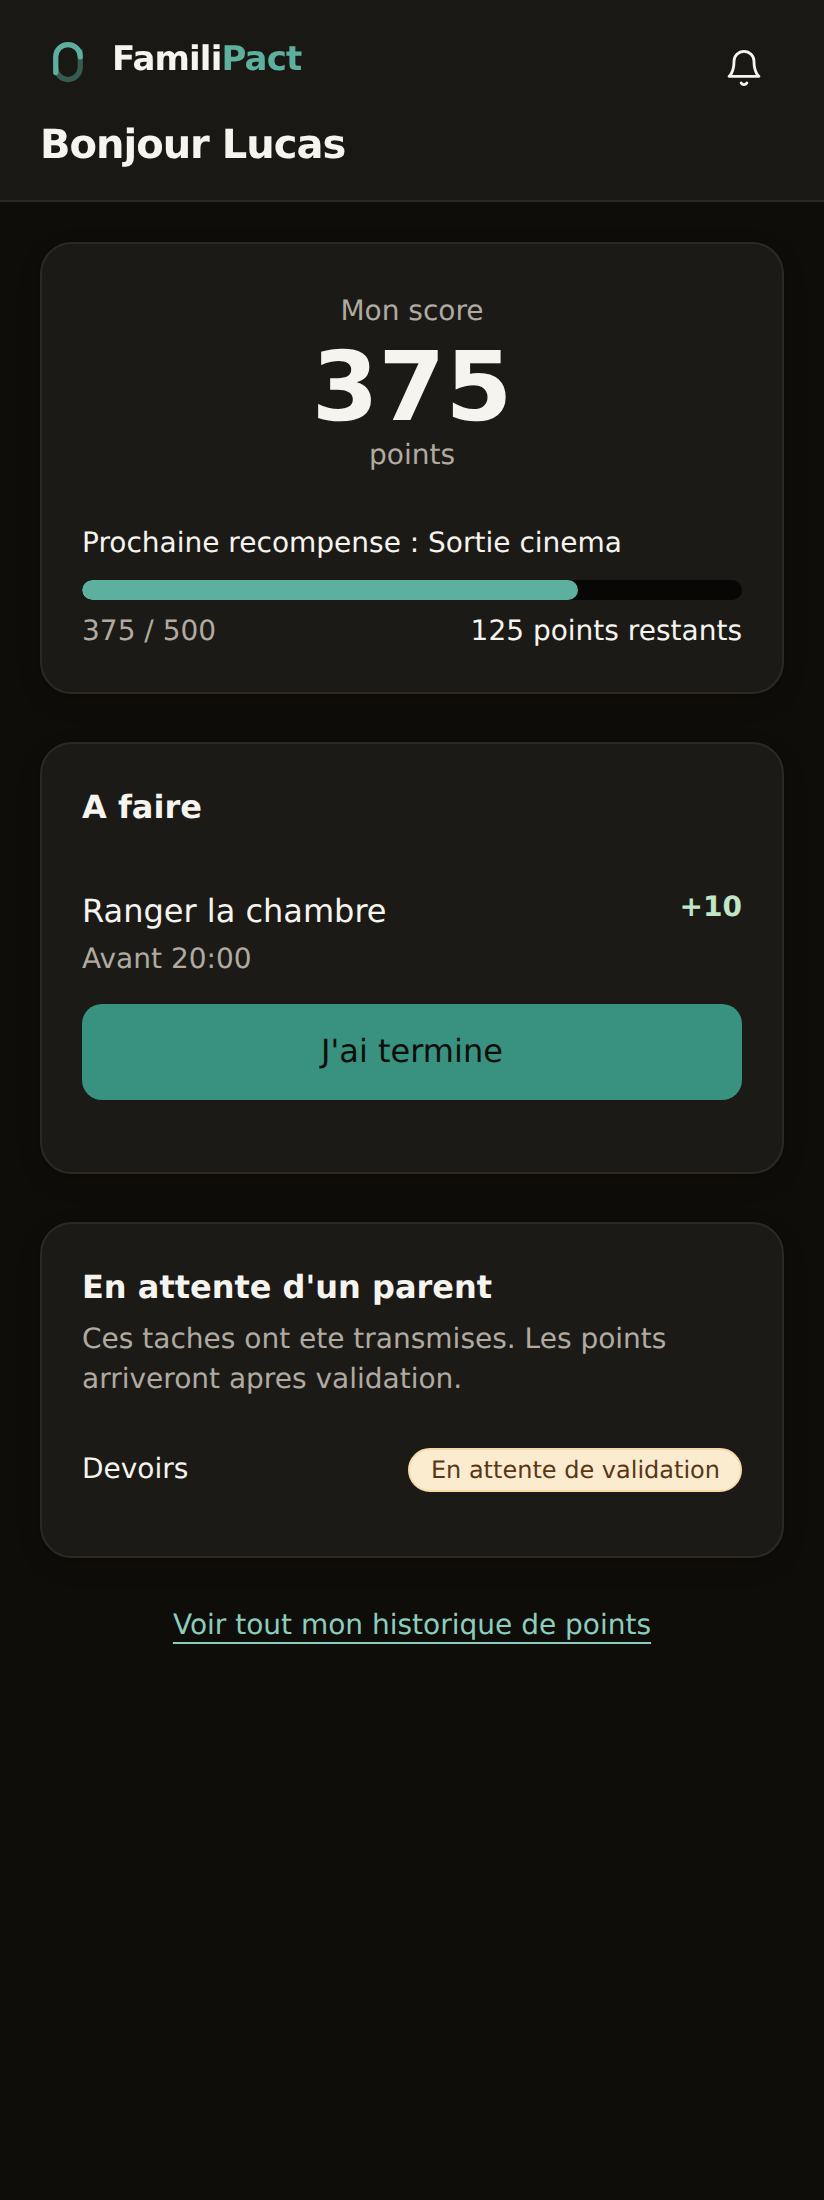 FamiliPact
Bonjour Lucas
Mon score
375
points
Prochaine recompense : Sortie cinema
375 / 500
125 points restants
A faire
Ranger la chambre
+10
Avant 20:00
J'ai termine
En attente d'un parent
Ces taches ont ete transmises. Les points
arriveront apres validation.
Devoirs
En attente de validation
Voir tout mon historique de points